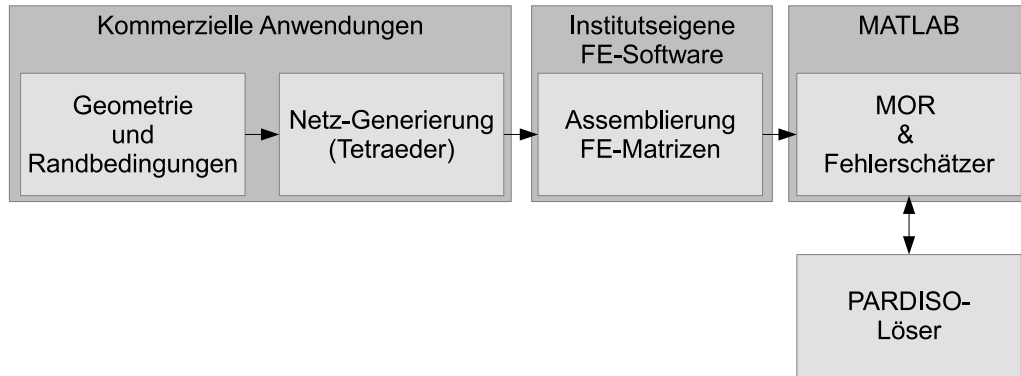 Kommerzielle Anwendungen
Geometrie
und
Randbedingungen
Netz-Generierung
(Tetraeder)
Institutseigene
FE-Software
Assemblierung
FE-Matrizen
MATLAB
MOR
&
Fehlerschätzer
PARDISO-
Löser